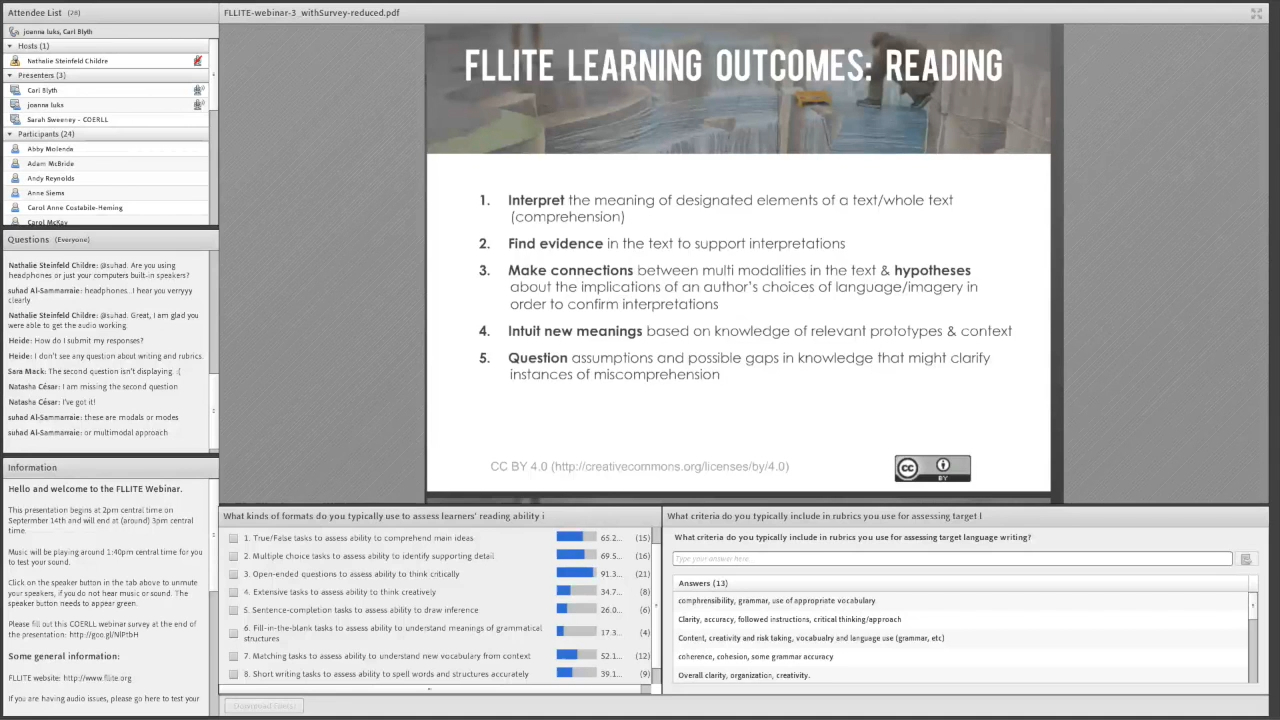 Attendee List (28)
joanna luks, Carl Blyth
Hosts (1)
Nathalie Steinfeld Childre
Presenters (3)
Carl Blyth
joanna luks
Sarah Sweeney - COERLL
Participants (24)
Abby Molenda
Adam McBride
Andy Reynolds
Anne Siems
Carol Anne Costabile-Heming
Carol McKay
Questions (Everyone)
Nathalie Steinfeld Childre: @suhad. Are you using
headphones or just your computers built-in speakers?
suhad Al-Sammarraie: headphones...I hear you verryyy
clearly
Nathalie Steinfeld Childre: @suhad. Great, I am glad you
were able to get the audio working.
Heide: How do I submit my responses?
Heide: I don't see any question about writing and rubrics.
Sara Mack: The second question isn't displaying. :(
Natasha César: I am missing the second question
Natasha César: I've got it!
suhad Al-Sammarraie: these are modals or modes
suhad Al-Sammarraie: or multimodal approach
Information
Hello and welcome to the FLLITE Webinar.
This presentation begins at 2pm central time on
September 14th and will end at (around) 3pm central
time.
Music will be playing around 1:40pm central time for you
to test your sound.
Click on the speaker button in the tab above to unmute
your speakers, if you do not hear music or sound. The
speaker button needs to appear green.
Please fill out this COERLL webinar survey at the end of
the presentation: http://goo.gl/NlPtbH
Some general information:
FLLITE website: http://www.fllite.org
If you are having audio issues, please go here to test your
FLLITE-webinar-3_withSurvey-reduced.pdf
FLLITE LEARNING OUTCOMES: READING
1. Interpret the meaning of designated elements of a text/whole text
(comprehension)
2. Find evidence in the text to support interpretations
3. Make connections between multi modalities in the text & hypotheses
about the implications of an author's choices of language/imagery in
order to confirm interpretations
4. Intuit new meanings based on knowledge of relevant prototypes & context
5. Question assumptions and possible gaps in knowledge that might clarify
instances of miscomprehension
CC BY 4.0 (http://creativecommons.org/licenses/by/4.0)
cc
BY
What kinds of formats do you typically use to assess learners' reading ability i
1. True/False tasks to assess ability to comprehend main ideas 65.2... (15)
2. Multiple choice tasks to assess ability to identify supporting detail 69.5... (16)
3. Open-ended questions to assess ability to think critically 91.3... (21)
4. Extensive tasks to assess ability to think creatively 34.7... (8)
5. Sentence-completion tasks to assess ability to draw inference 26.0... (6)
6. Fill-in-the-blank tasks to assess ability to understand meanings of grammatical
structures 17.3... (4)
7. Matching tasks to assess ability to understand new vocabulary from context 52.1... (12)
8. Short writing tasks to assess ability to spell words and structures accurately 39.1... (9)
What criteria do you typically include in rubrics you use for assessing target l
What criteria do you typically include in rubrics you use for assessing target language writing?
Type your answer here
Answers (13)
comphrensibility, grammar, use of appropriate vocabulary
Clarity, accuracy, followed instructions, critical thinking/approach
Content, creativity and risk taking, vocabualry and language use (grammar, etc)
coherence, cohesion, some grammar accuracy
Overall clarity, organization, creativity.